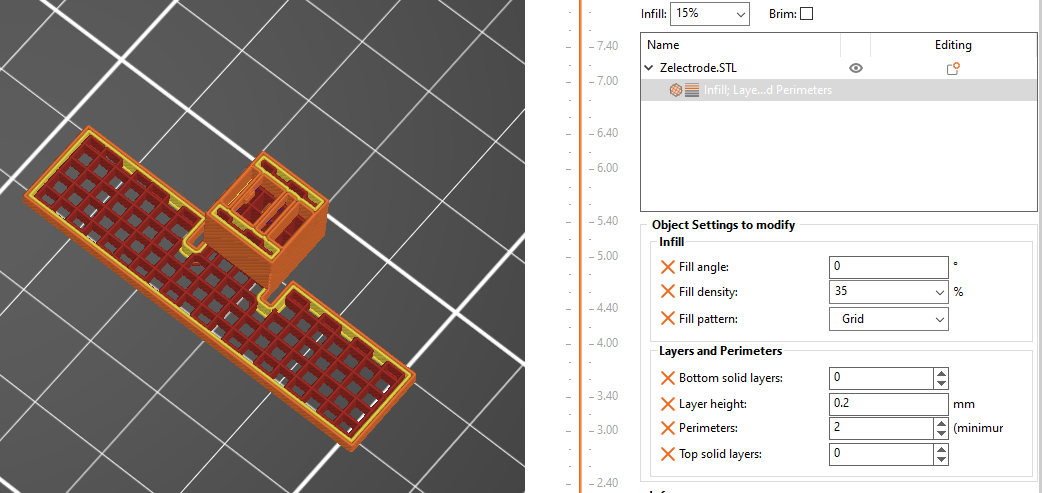 Infill: 15% Brim:
Name Editing
Zelectrode.STL
Infill; Laye...d Perimeters
7.40
7.00
6.40
6.00
5.40
5.00
4.40
4.00
3.40
3.00
2.40
Object Settings to modify
Infill
Fill angle: 0 °
Fill density: 35 %
Fill pattern: Grid
Layers and Perimeters
Bottom solid layers: 0
Layer height: 0.2 mm
Perimeters: 2 (minimur
Top solid layers: 0